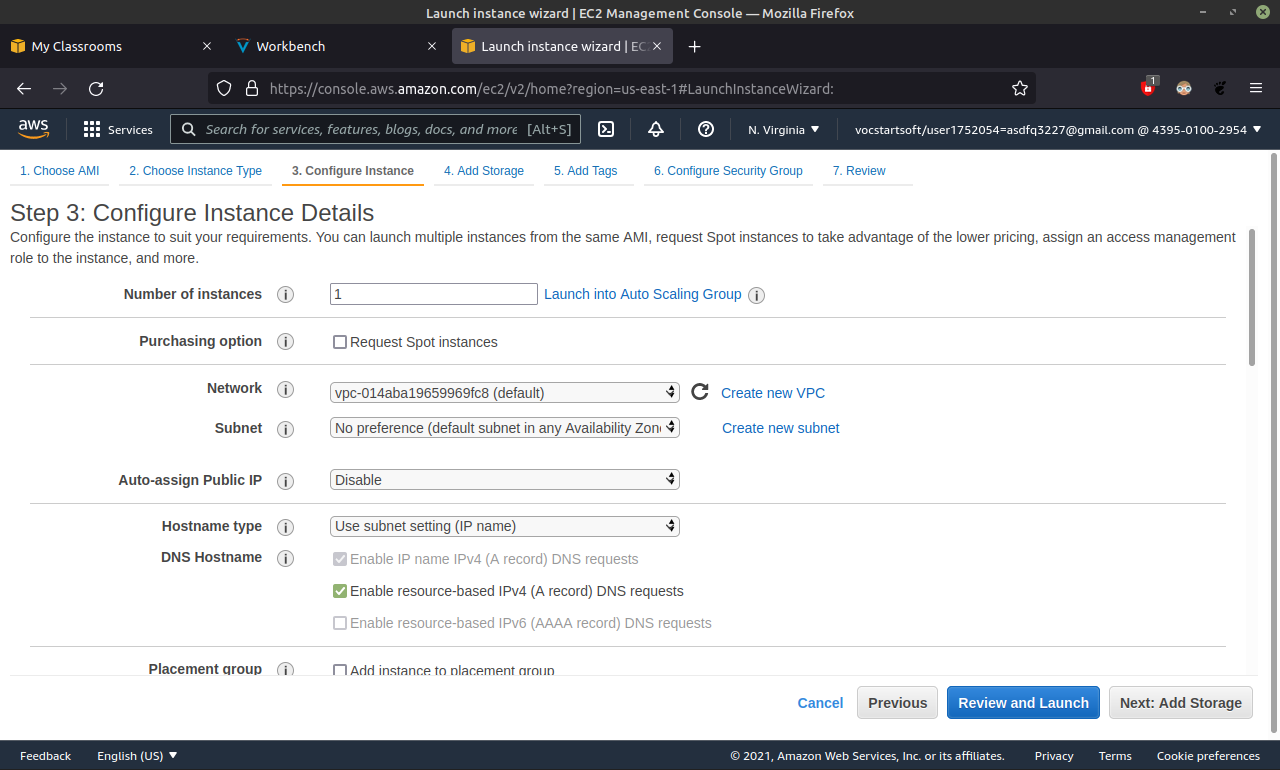 Launch instance wizard | EC2 Management Console — Mozilla Firefox
My Classrooms
Workbench
Launch instance wizard | EC
https://console.aws.amazon.com/ec2/v2/home?region=us-east-1#LaunchInstanceWizard:
1
aws
Services
Search for services, features, blogs, docs, and more [Alt+S]
N. Virginia
vocstartsoft/user1752054=asdfq3227@gmail.com @ 4395-0100-2954
1. Choose AMI
2. Choose Instance Type
3. Configure Instance
4. Add Storage
5. Add Tags
6. Configure Security Group
7. Review
Step 3: Configure Instance Details
Configure the instance to suit your requirements. You can launch multiple instances from the same AMI, request Spot instances to take advantage of the lower pricing, assign an access management
role to the instance, and more.
Number of instances
1
Launch into Auto Scaling Group
Purchasing option
Request Spot instances
Network
vpc-014aba19659969fc8 (default)
Create new VPC
Subnet
No preference (default subnet in any Availability Zon
Create new subnet
Auto-assign Public IP
Disable
Hostname type
Use subnet setting (IP name)
DNS Hostname
Enable IP name IPv4 (A record) DNS requests
Enable resource-based IPv4 (A record) DNS requests
Enable resource-based IPv6 (AAAA record) DNS requests
Placement group
Add instance to placement group
Cancel
Previous
Review and Launch
Next: Add Storage
Feedback
English (US)
© 2021, Amazon Web Services, Inc. or its affiliates.
Privacy
Terms
Cookie preferences